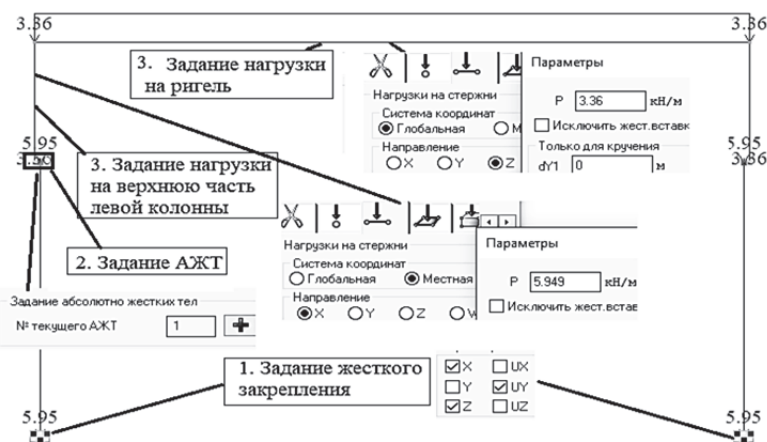 3.36
3.36
3. Задание нагрузки
на ригель
Нагрузки на стержни
Система координат
Глобальная
М
Направление
X Y Z
Параметры
P 3.36 кН/м
Исключить жест.вставк
Только для кручения
dY1 0 м
5.95
5.95
3.36
3. Задание нагрузки
на верхнюю часть
левой колонны
2. Задание АЖТ
Нагрузки на стержни
Система координат
Глобальная Местная
Направление
X Y Z
Параметры
P 5.949 кН/м
Исключить жест.встав
Задание абсолютно жестких тел
№ текущего АЖТ 1
1. Задание жесткого
закрепления
X UX
Y UY
Z UZ
5.95
5.95